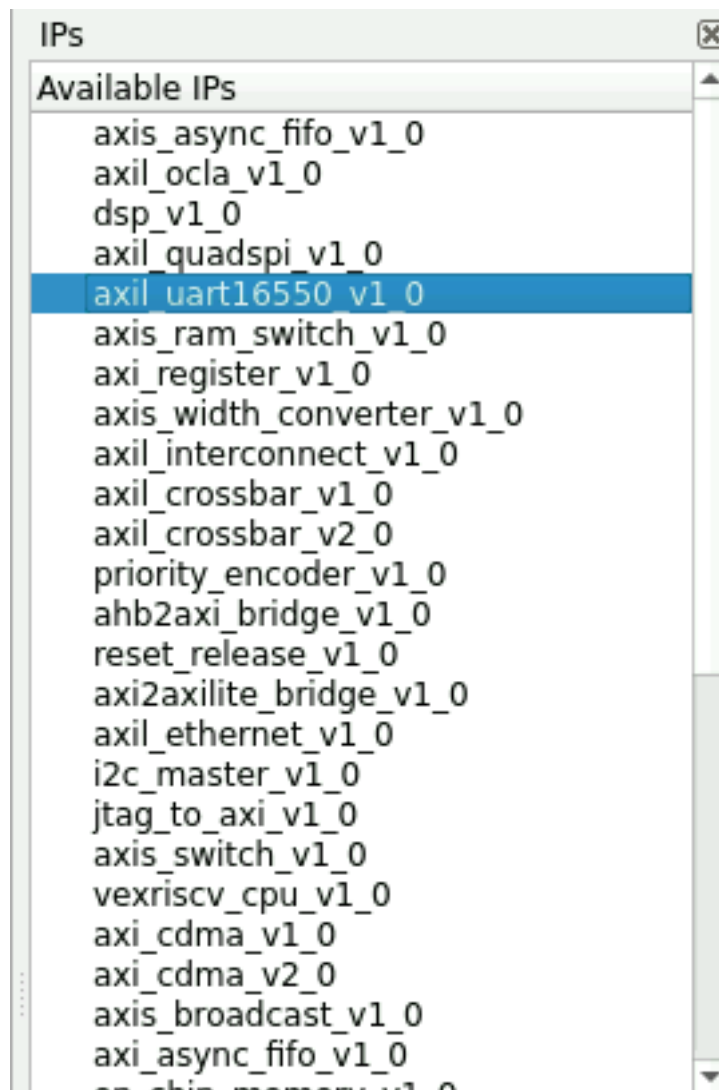 IPs
Available IPs
axis_async_fifo_v1_0
axil_ocla_v1_0
dsp_v1_0
axil_quadspi_v1_0
axil_uart16550_v1_0
axis_ram_switch_v1_0
axi_register_v1_0
axis_width_converter_v1_0
axil_interconnect_v1_0
axil_crossbar_v1_0
axil_crossbar_v2_0
priority_encoder_v1_0
ahb2axi_bridge_v1_0
reset_release_v1_0
axi2axilite_bridge_v1_0
axil_ethernet_v1_0
i2c_master_v1_0
jtag_to_axi_v1_0
axis_switch_v1_0
vexriscv_cpu_v1_0
axi_cdma_v1_0
axi_cdma_v2_0
axis_broadcast_v1_0
axi_async_fifo_v1_0